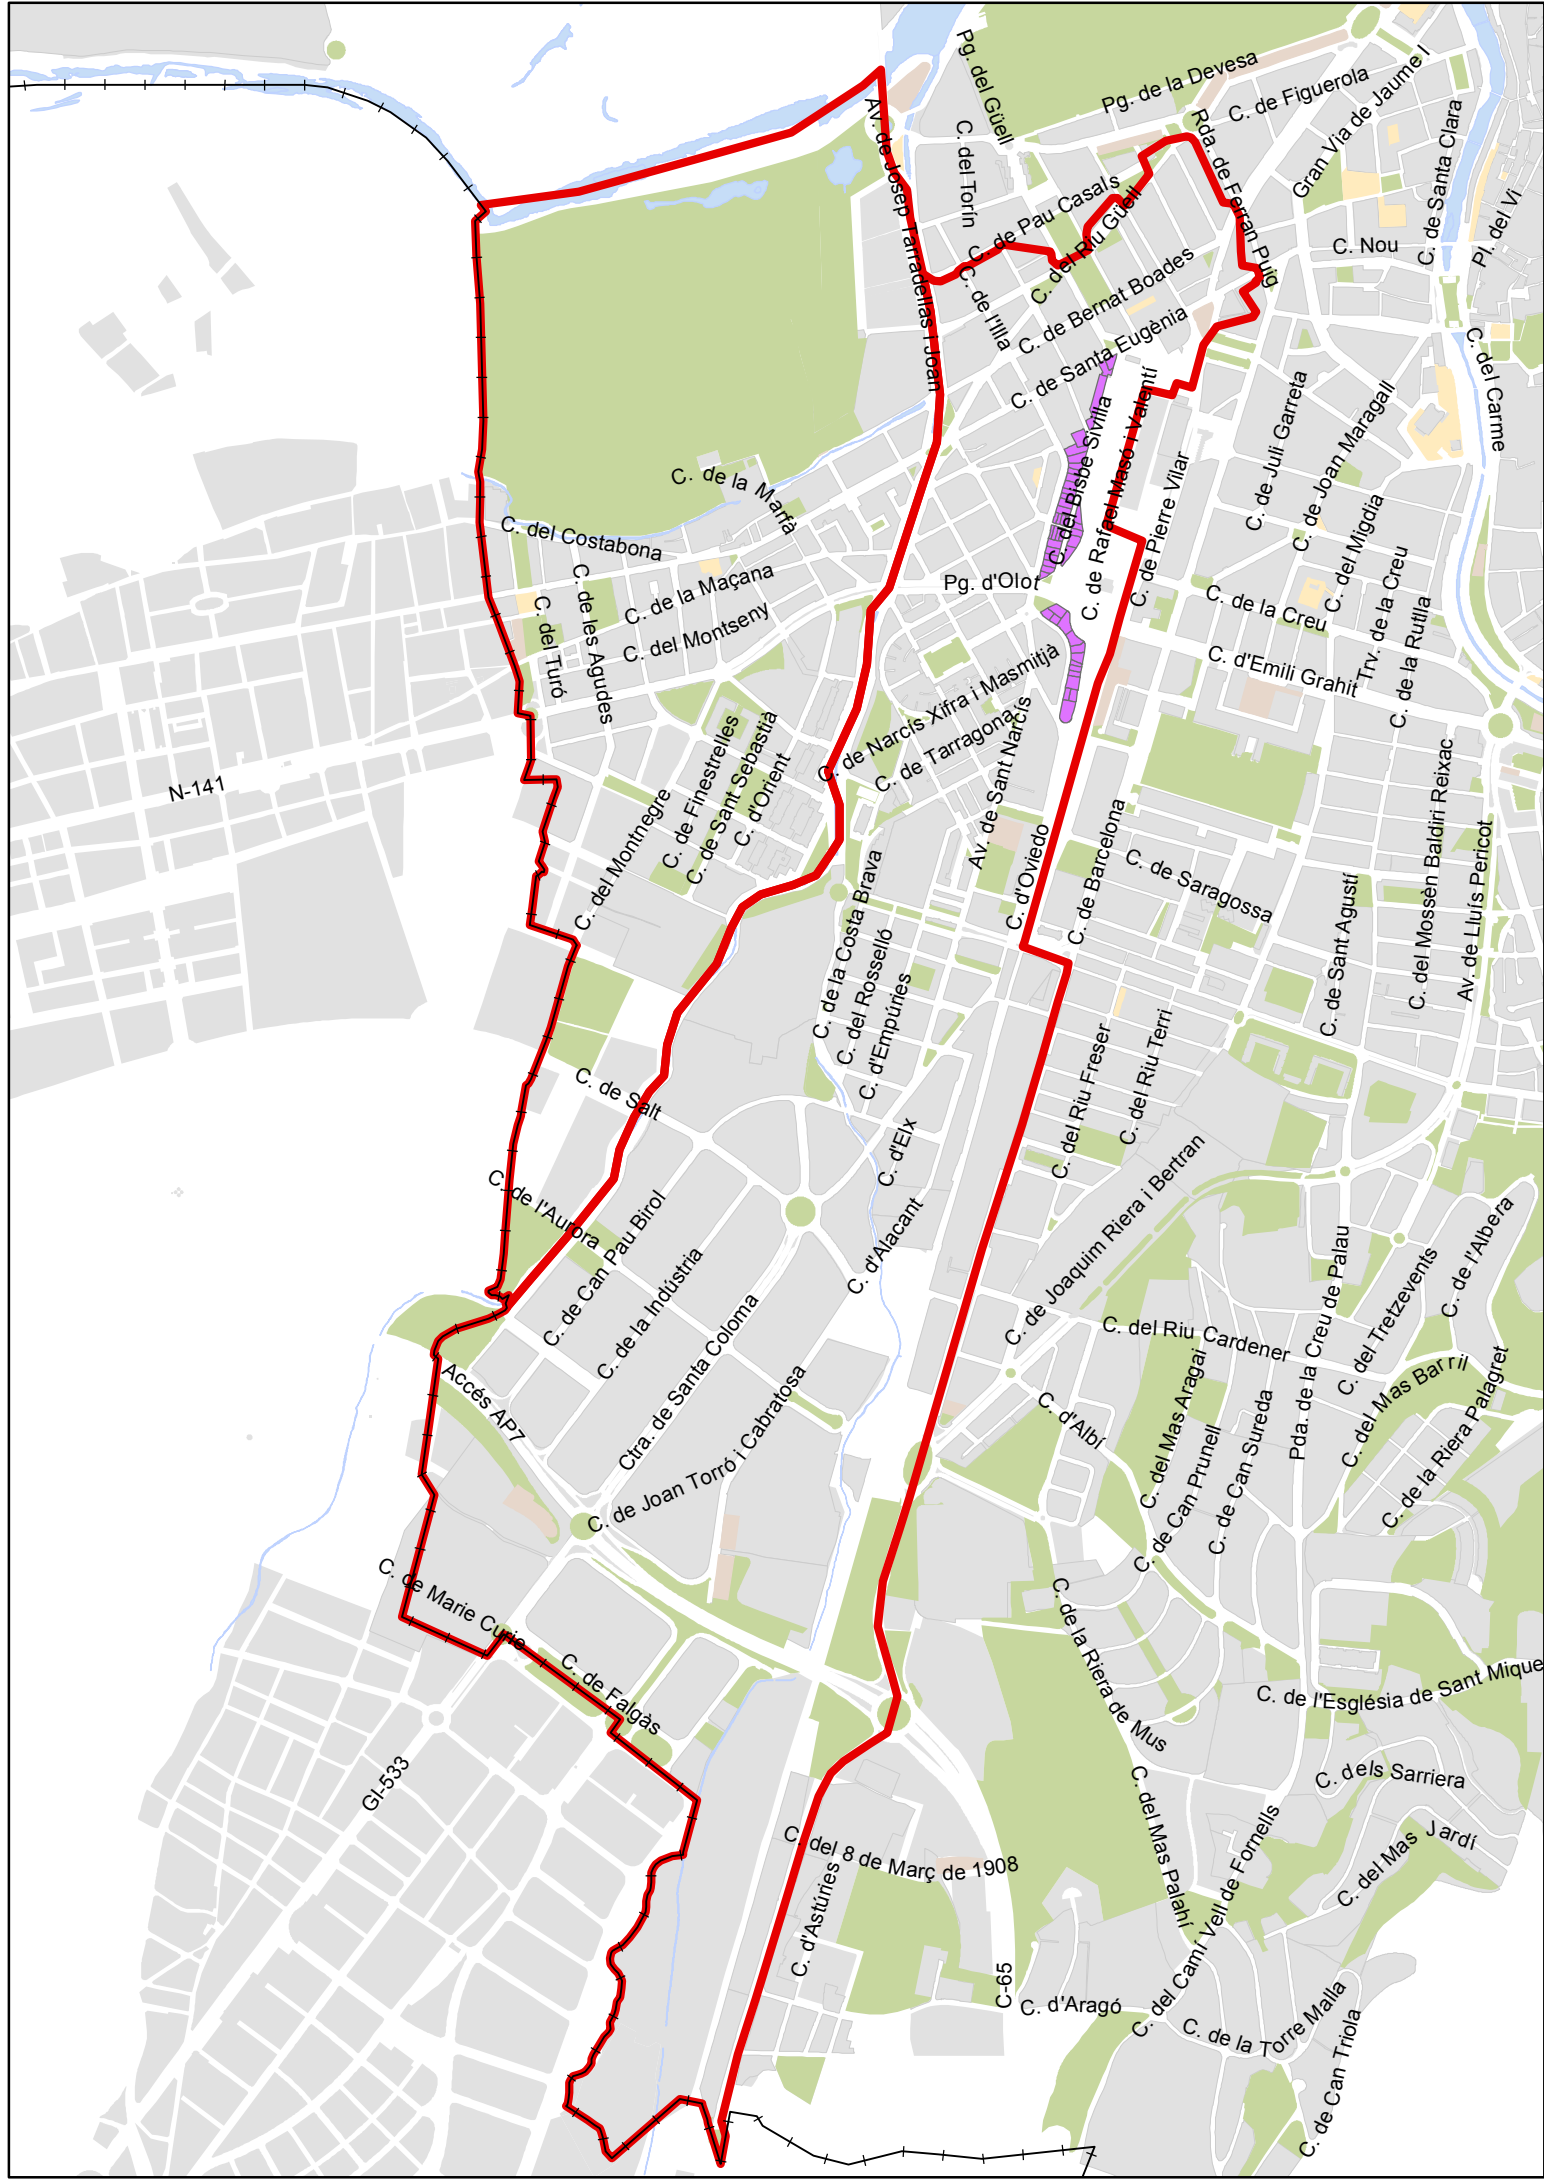 Pg. del Güell
Pg. de la Devesa
C. de Figuerola
Gran Via de Jaume I
C. de Santa Clara
Av. de Josep Tarradellas i Joan
C. del Torín
Rda. de Ferran Puig
C. de Pau Casals
C. del Riu Güell
C. Nou
Pl. del Vi
C. de l'Illa
C. de Bernat Boades
C. de Santa Eugènia
C. del Carme
C. de Juli Garreta
C. de Joan Maragall
C. del Bisbe Sivilla
C. de Rafael Masó i Valentí
C. de Pierre Vilar
C. del Migdia
C. de la Marfà
C. del Costabona
C. de la Maçana
C. de les Agudes
C. del Turó
C. del Montseny
Pg. d'Olot
C. de la Creu
Trv. de la Creu
C. de la Rutlla
C. d'Emili Grahit
C. de Narcís Xifra i Masmitjà
C. de Tarragona
Av. de Sant Narcís
N-141
C. de Finestrelles
C. de Sant Sebastià
C. d'Orient
C. del Montnegre
C. d'Oviedo
C. de Barcelona
C. de Saragossa
C. de Sant Agustí
C. del Mossèn Baldiri Reixac
Av. de Lluís Pericot
C. de la Costa Brava
C. del Rosselló
C. d'Empúries
C. de Salt
C. del Riu Freser
C. del Riu Terri
C. d'Elx
C. de l'Aurora
C. de Can Pau Birol
C. de la Indústria
C. d'Alacant
C. de Joaquim Riera i Bertran
Pda. de la Creu de Palau
C. del Tretzevents
C. de l'Albera
C. del Riu Cardener
Ctra. de Santa Coloma
Accés AP7
C. de Joan Torró i Cabratosa
C. d'Albí
C. del Mas Aragai
C. de Can Prunell
C. de Can Sureda
C. del Mas Barril
C. de la Riera Palagret
C. de Marie Curie
C. de Falgàs
C. de la Riera de Mus
C. de l'Església de Sant Mique
GI-533
C. dels Sarriera
C. del Mas Jardí
C. del Mas Palahí
C. del Camí Vell de Fornells
C. del 8 de Març de 1908
C. d'Astúries
C-65
C. d'Aragó
C. de la Torre Malla
C. de Can Triola